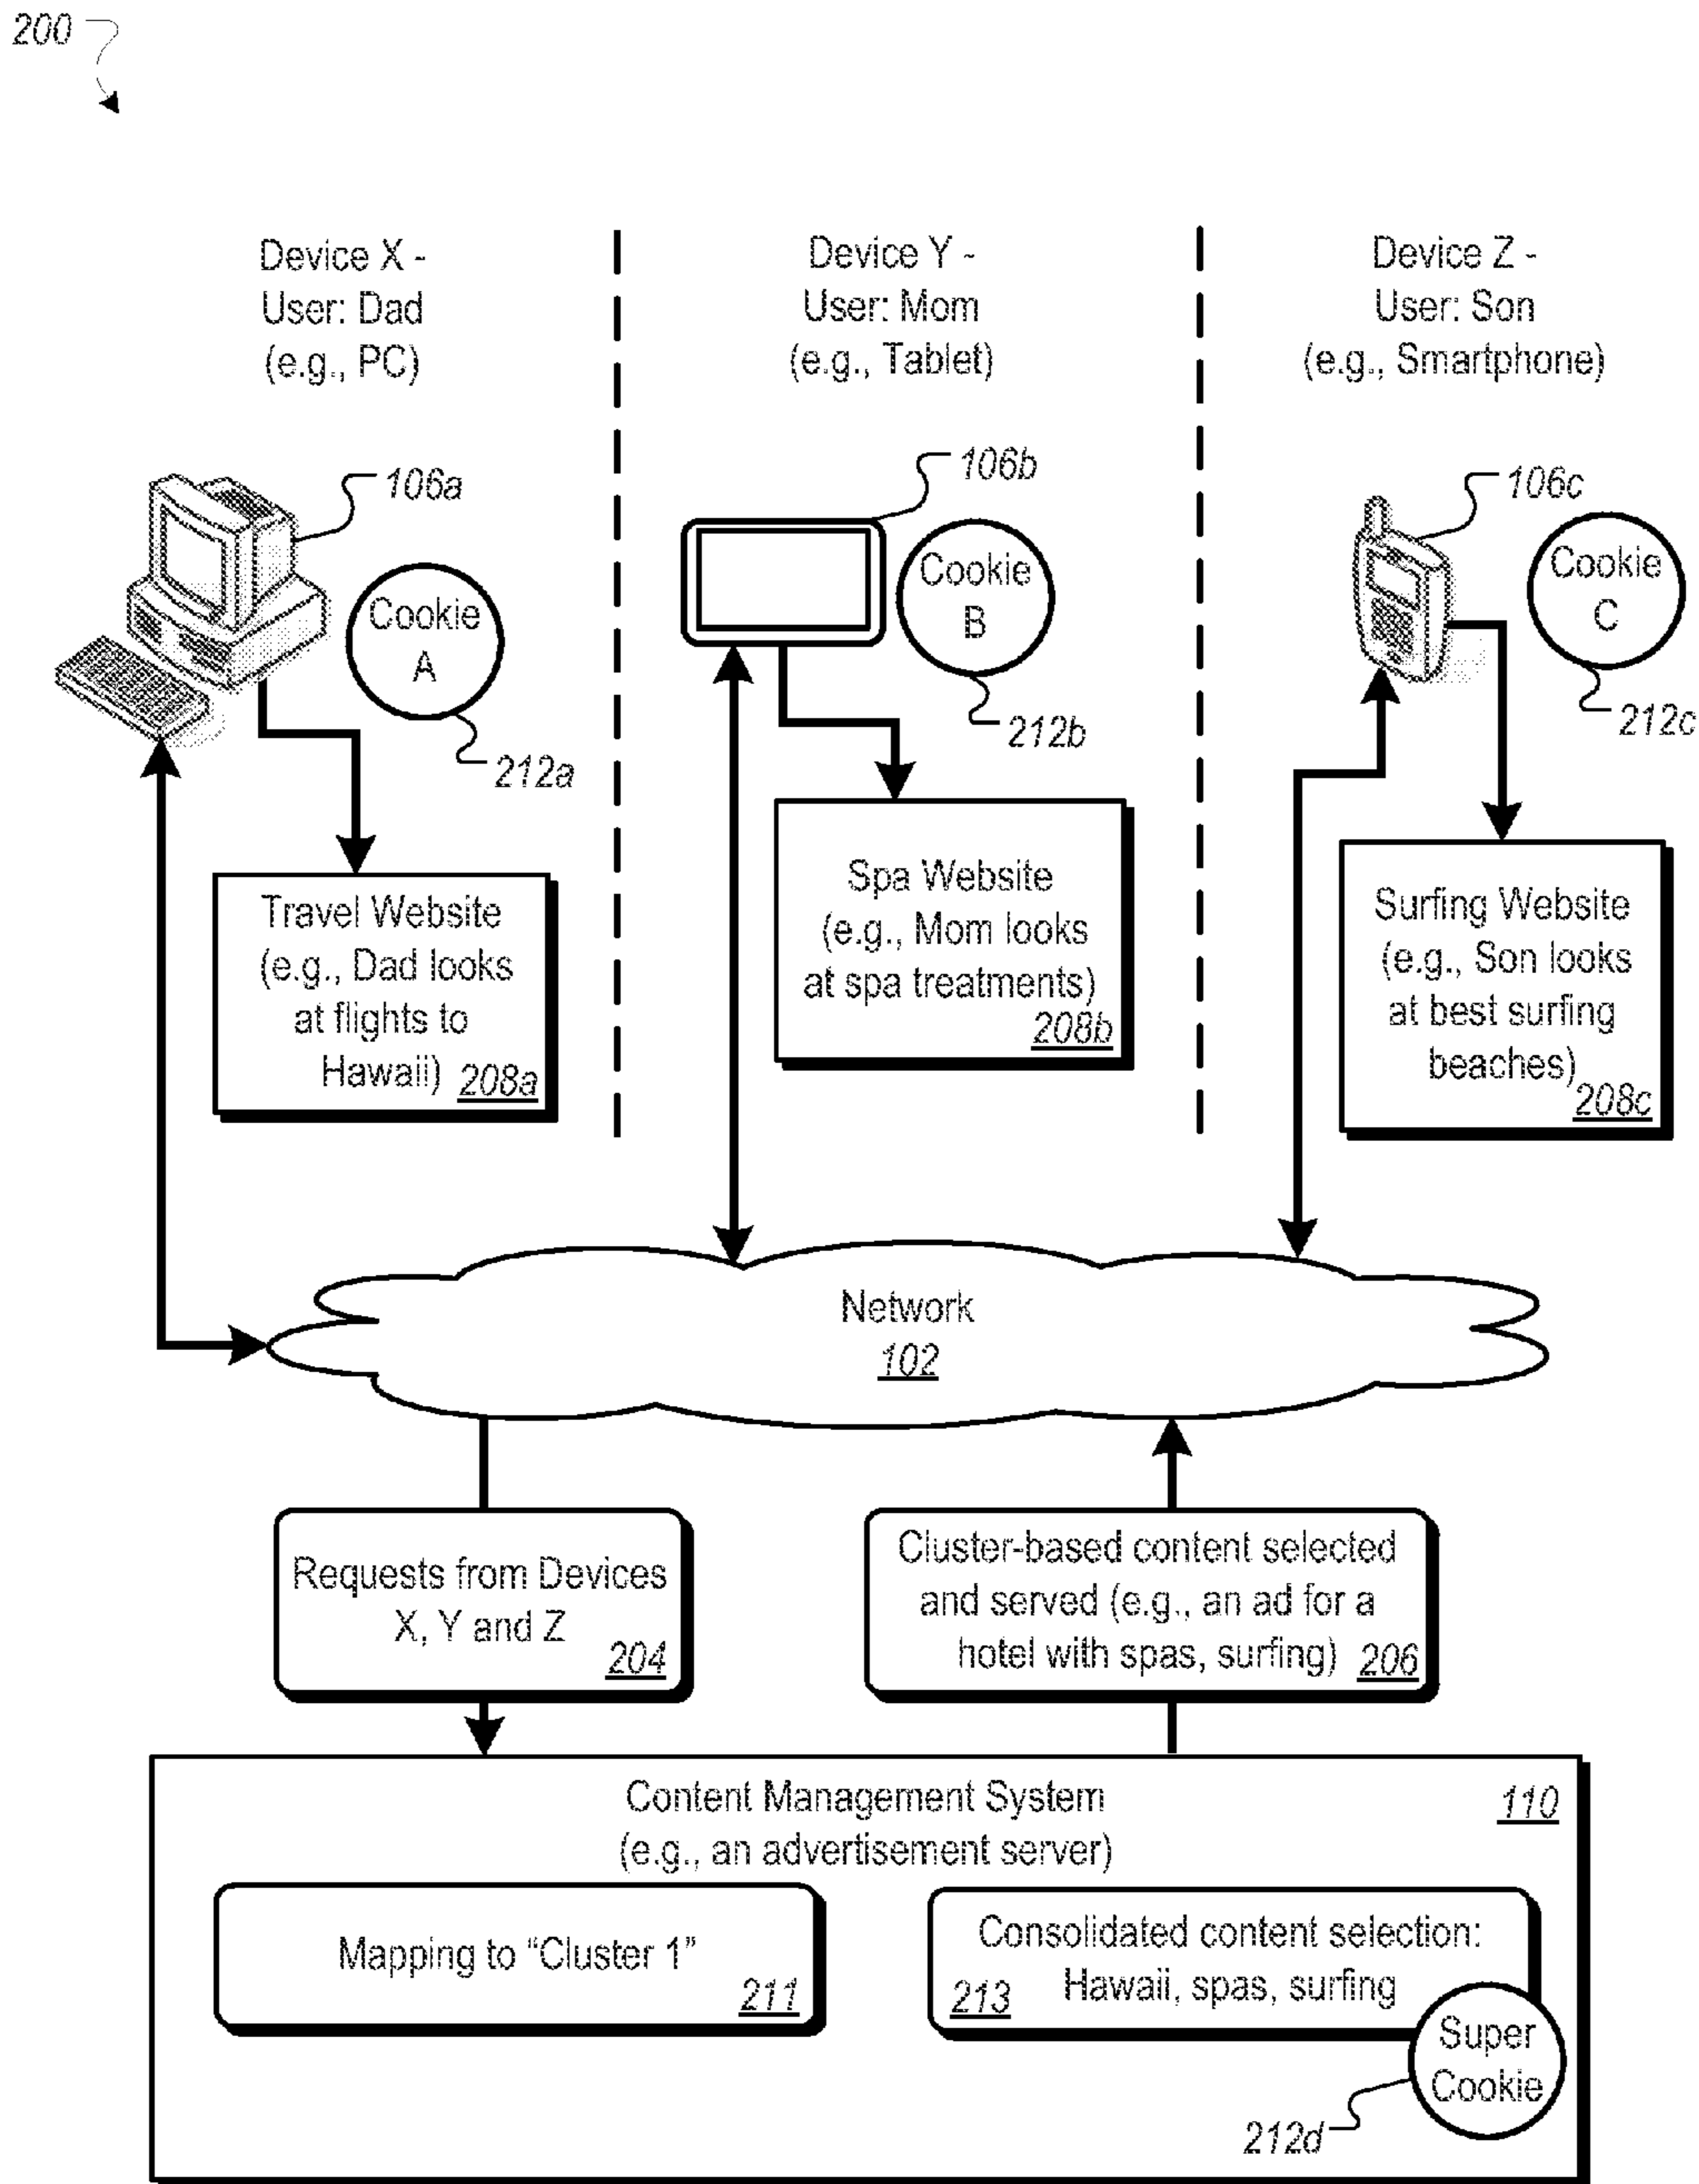 200
Device X -
User: Dad
(e.g., PC)
Device Y -
User: Mom
(e.g., Tablet)
Device Z -
User: Son
(e.g., Smartphone)
106a
106b
106c
Cookie
A
Cookie
B
Cookie
C
212a
212b
212c
Travel Website
(e.g., Dad looks
at flights to
Hawaii) 208a
Spa Website
(e.g., Mom looks
at spa treatments)
208b
Surfing Website
(e.g., Son looks
at best surfing
beaches)
208c
Network
102
Requests from Devices
X, Y and Z
204
Cluster-based content selected
and served (e.g., an ad for a
hotel with spas, surfing) 206
Content Management System
(e.g., an advertisement server)
110
Mapping to “Cluster 1”
211
Consolidated content selection:
213 Hawaii, spas, surfing
Super
Cookie
212d